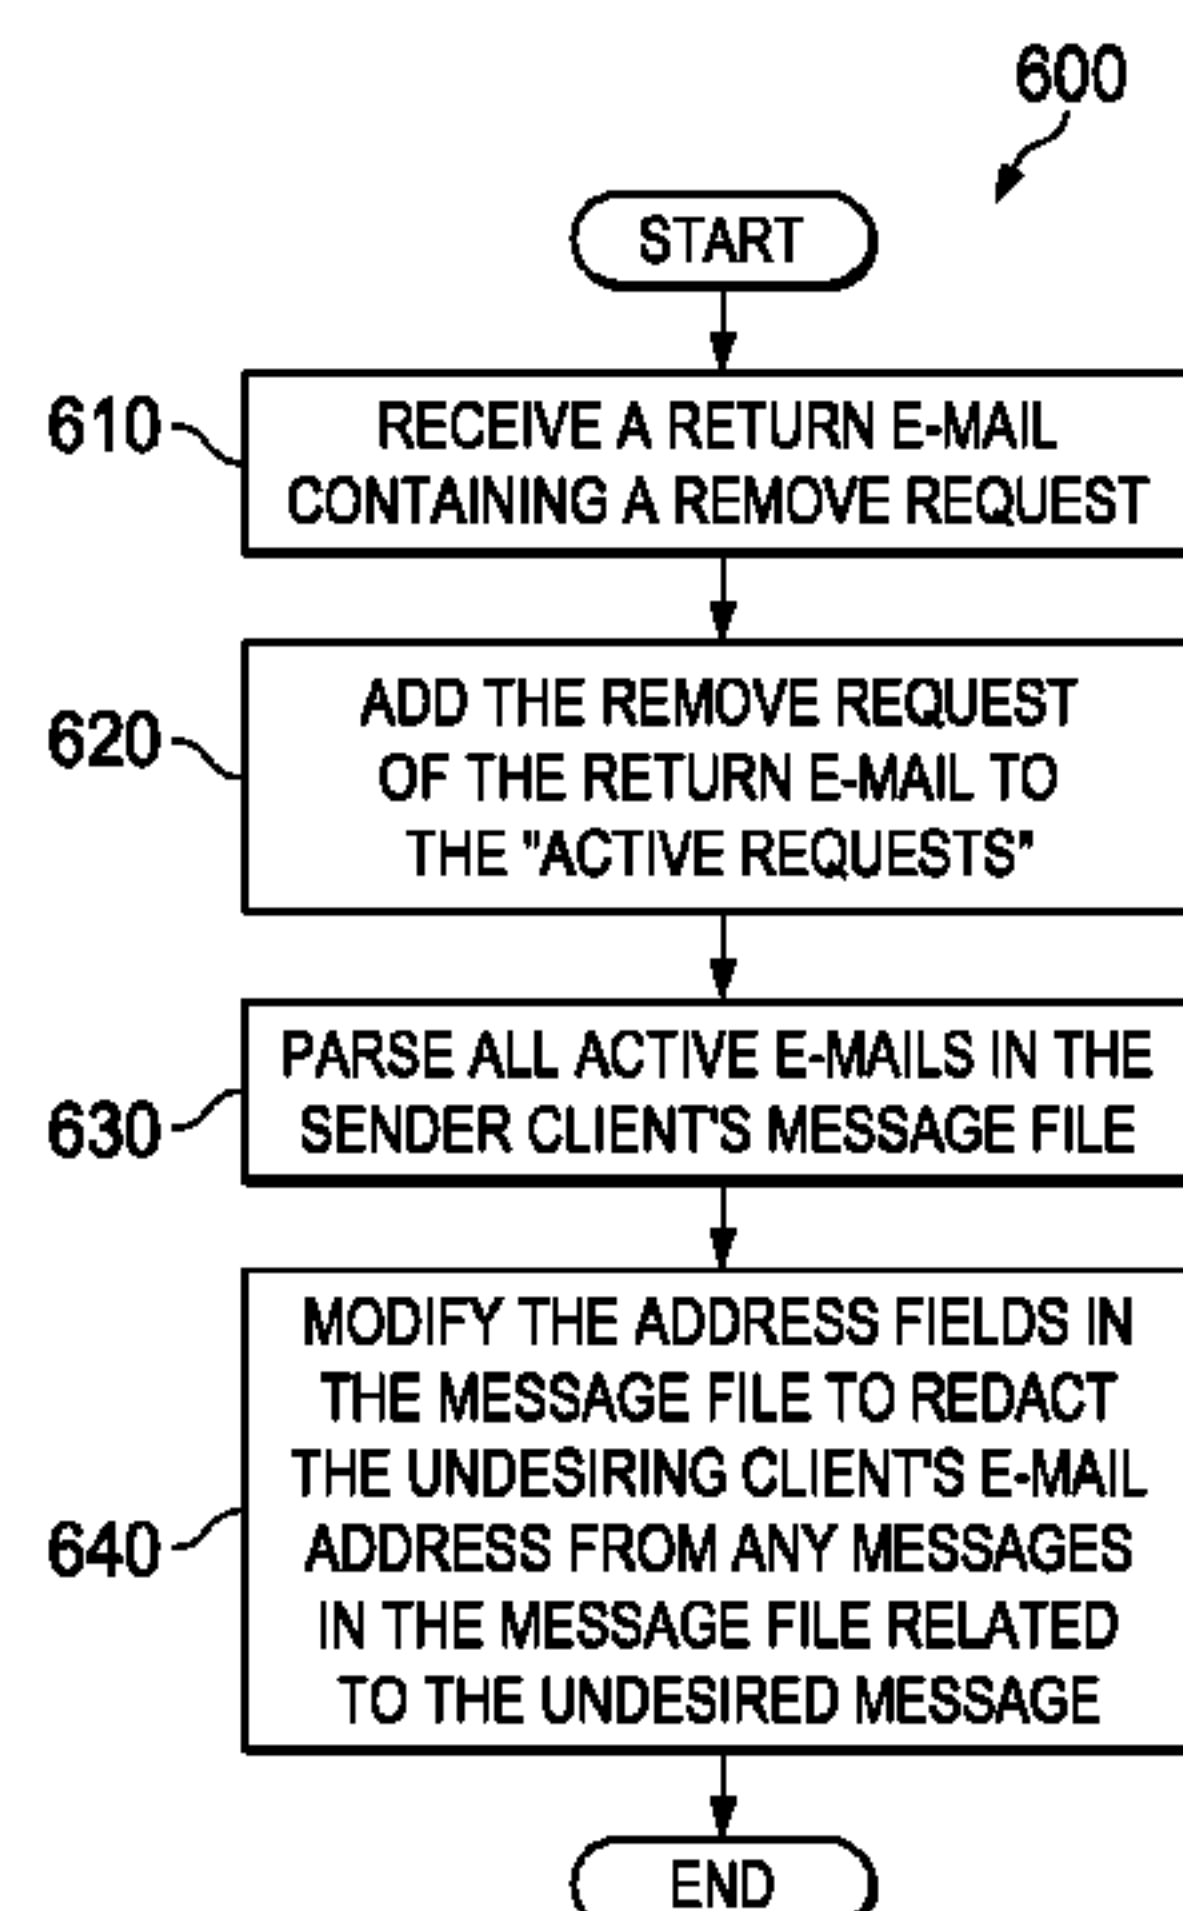 600
START
610
RECEIVE A RETURN E-MAIL
CONTAINING A REMOVE REQUEST
620
ADD THE REMOVE REQUEST
OF THE RETURN E-MAIL TO
THE "ACTIVE REQUESTS"
630
PARSE ALL ACTIVE E-MAILS IN THE
SENDER CLIENT'S MESSAGE FILE
640
MODIFY THE ADDRESS FIELDS IN
THE MESSAGE FILE TO REDACT
THE UNDESIRING CLIENT'S E-MAIL
ADDRESS FROM ANY MESSAGES
IN THE MESSAGE FILE RELATED
TO THE UNDESIRED MESSAGE
END